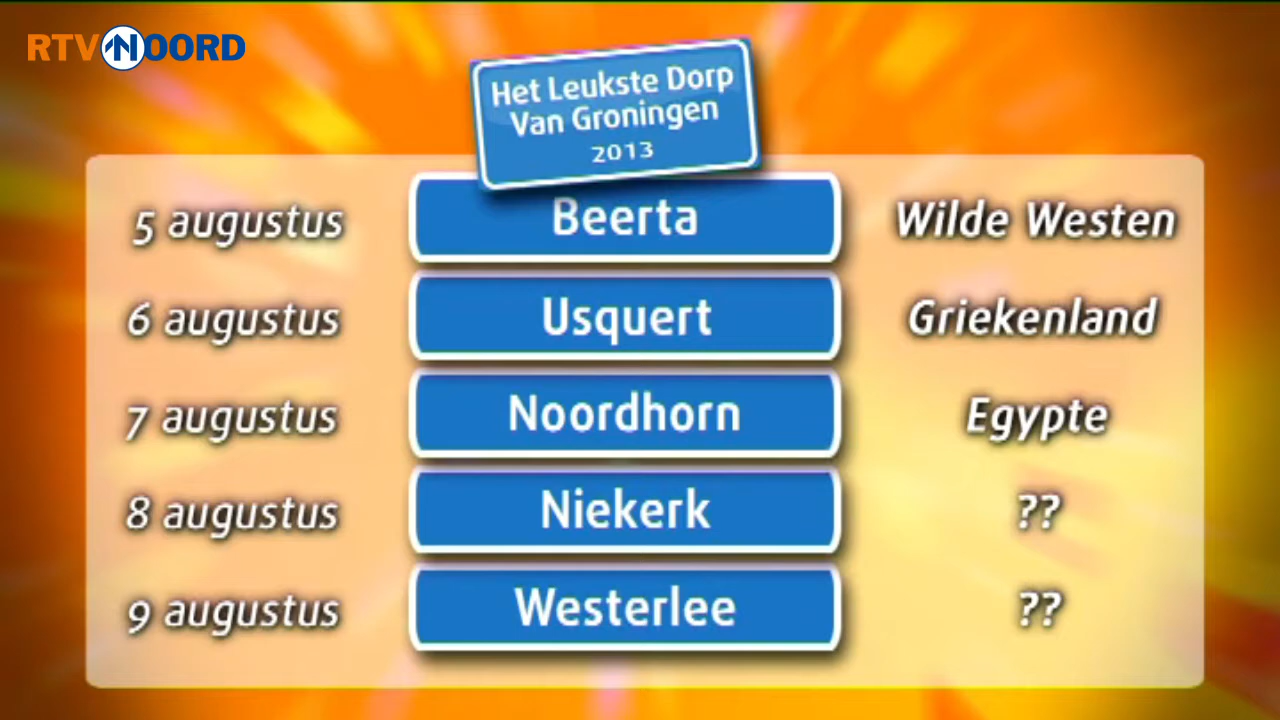 RTV NOORD
Het Leukste Dorp
Van Groningen
2013
5 augustus Beerta Wilde Westen
6 augustus Usquert Griekenland
7 augustus Noordhorn Egypte
8 augustus Niekerk ??
9 augustus Westerlee ??